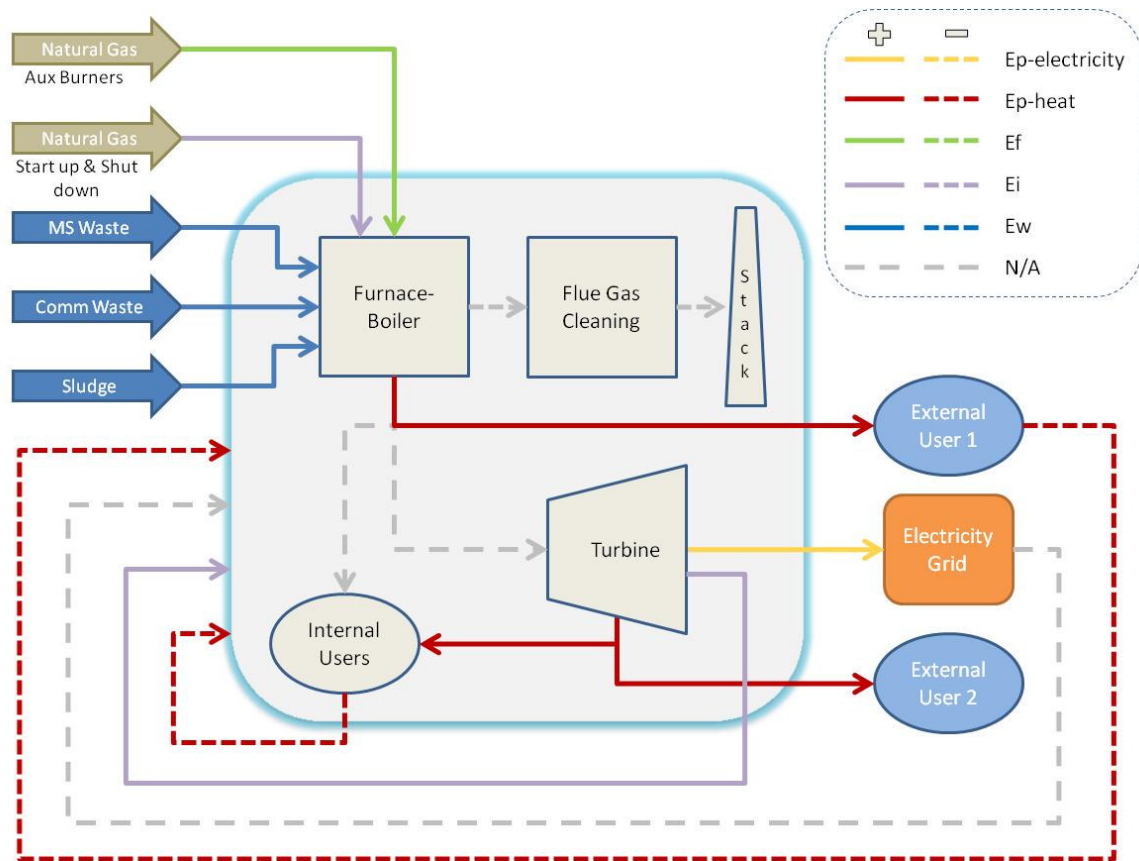 Natural Gas
Aux Burners
Natural Gas
Start up & Shut
down
MS Waste
Comm Waste
Sludge
Furnace-
Boiler
Flue Gas
Cleaning
Stack
Ep-electricity
Ep-heat
Ef
Ei
Ew
N/A
External
User 1
Turbine
Electricity
Grid
Internal
Users
External
User 2